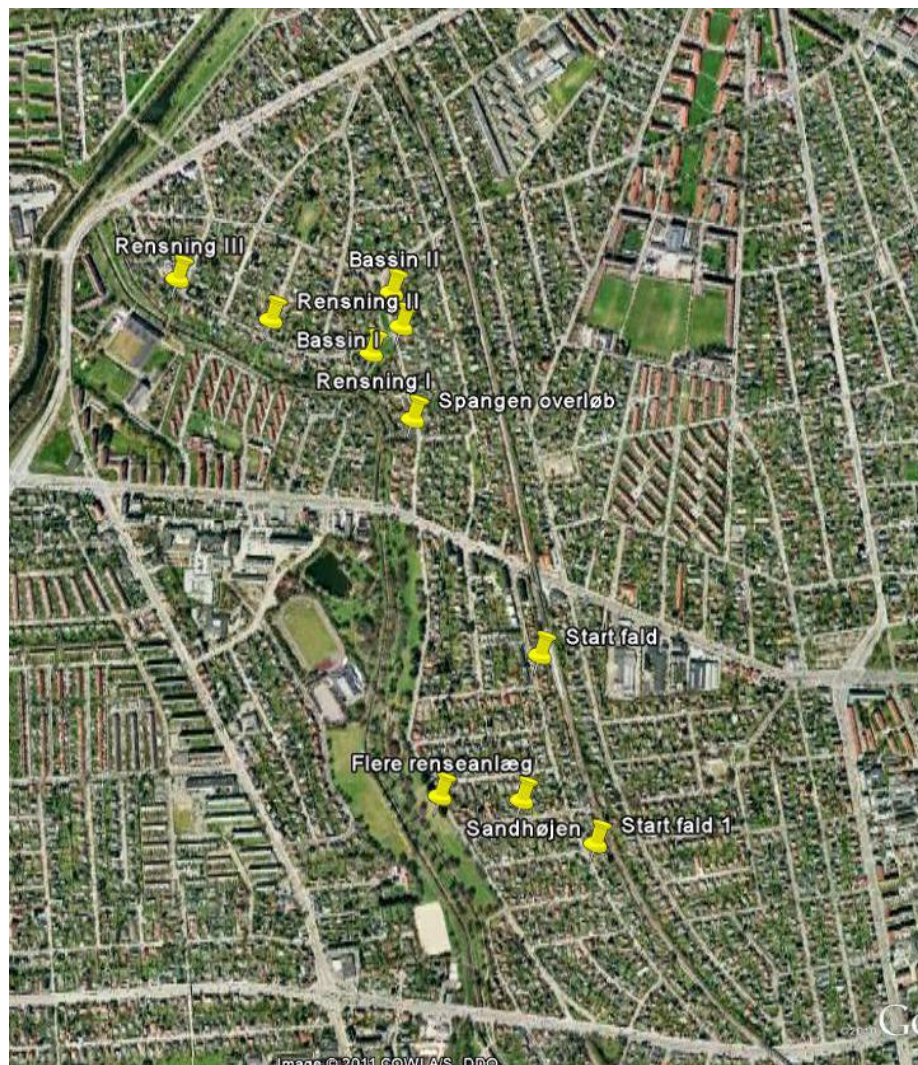 Rensning III
Bassin II
Rensning II
Bassin I
Rensning I
Spangen overløb
Start fald
Flere renseanlæg
Sandhøjen
Start fald 1
©2010
Image © 2011 COWI A/S, DDO